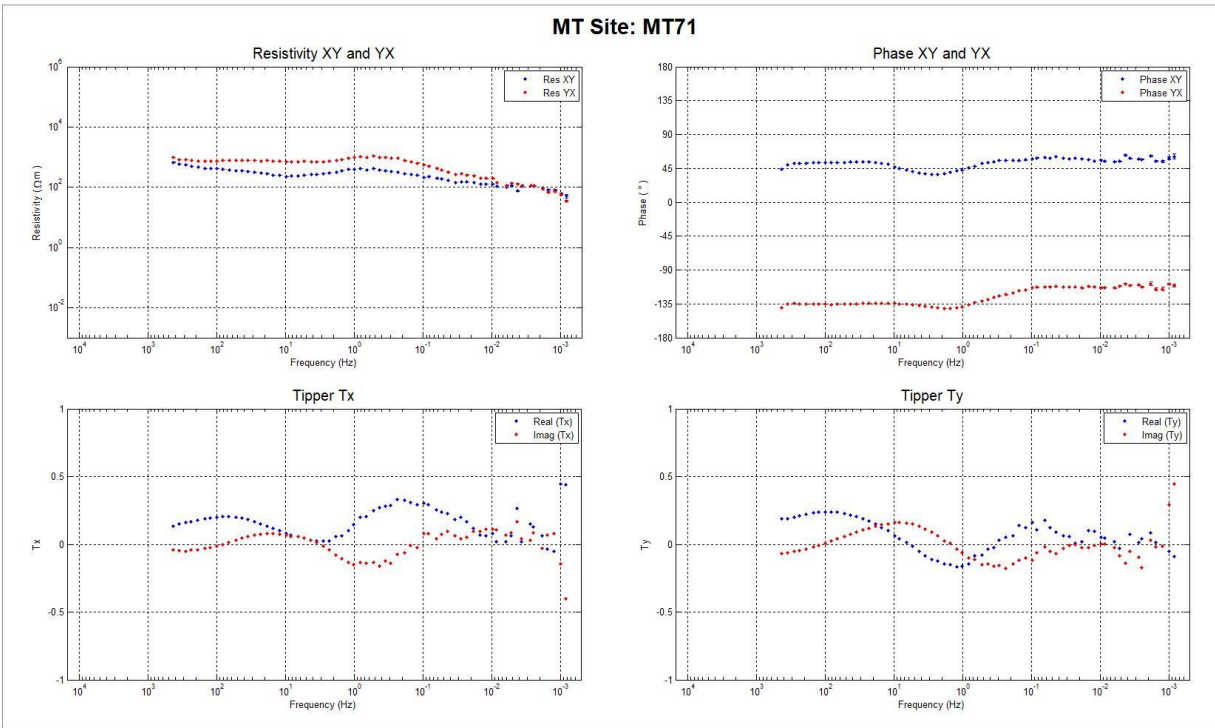 MT Site: MT71
Resistivity XY and YX
10^6
10^4
10^2
10^0
10^-2
Resistivity (Ωm)
Res XY
Res YX
10^4 10^3 10^2 10^1 10^0 10^-1 10^-2 10^-3
Frequency (Hz)
Phase XY and YX
180
135
90
45
0
-45
-90
-135
-180
Phase (°)
Phase XY
Phase YX
10^4 10^3 10^2 10^1 10^0 10^-1 10^-2 10^-3
Frequency (Hz)
Tipper Tx
1
0.5
0
-0.5
-1
Tx
Real (Tx)
Imag (Tx)
10^4 10^3 10^2 10^1 10^0 10^-1 10^-2 10^-3
Frequency (Hz)
Tipper Ty
1
0.5
0
-0.5
-1
Ty
Real (Ty)
Imag (Ty)
10^4 10^3 10^2 10^1 10^0 10^-1 10^-2 10^-3
Frequency (Hz)